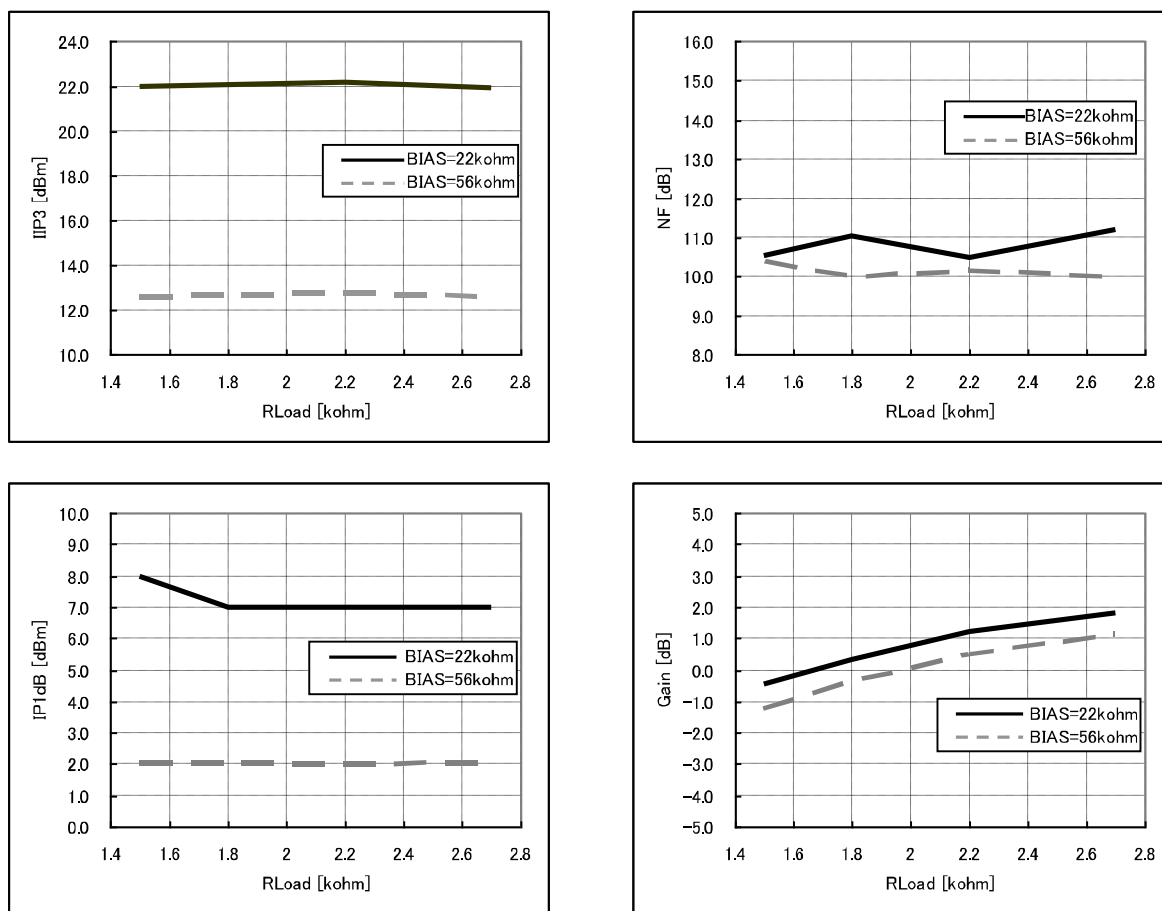 24.0
22.0
20.0
18.0
16.0
14.0
12.0
10.0
IIP3 [dBm]
BIAS=22kohm
BIAS=56kohm
1.4 1.6 1.8 2 2.2 2.4 2.6 2.8
RLoad [kohm]
16.0
15.0
14.0
13.0
12.0
11.0
10.0
9.0
8.0
NF [dB]
BIAS=22kohm
BIAS=56kohm
1.4 1.6 1.8 2 2.2 2.4 2.6 2.8
RLoad [kohm]
10.0
9.0
8.0
7.0
6.0
5.0
4.0
3.0
2.0
1.0
0.0
IP1dB [dBm]
BIAS=22kohm
BIAS=56kohm
1.4 1.6 1.8 2 2.2 2.4 2.6 2.8
RLoad [kohm]
5.0
4.0
3.0
2.0
1.0
0.0
-1.0
-2.0
-3.0
-4.0
-5.0
Gain [dB]
BIAS=22kohm
BIAS=56kohm
1.4 1.6 1.8 2 2.2 2.4 2.6 2.8
RLoad [kohm]